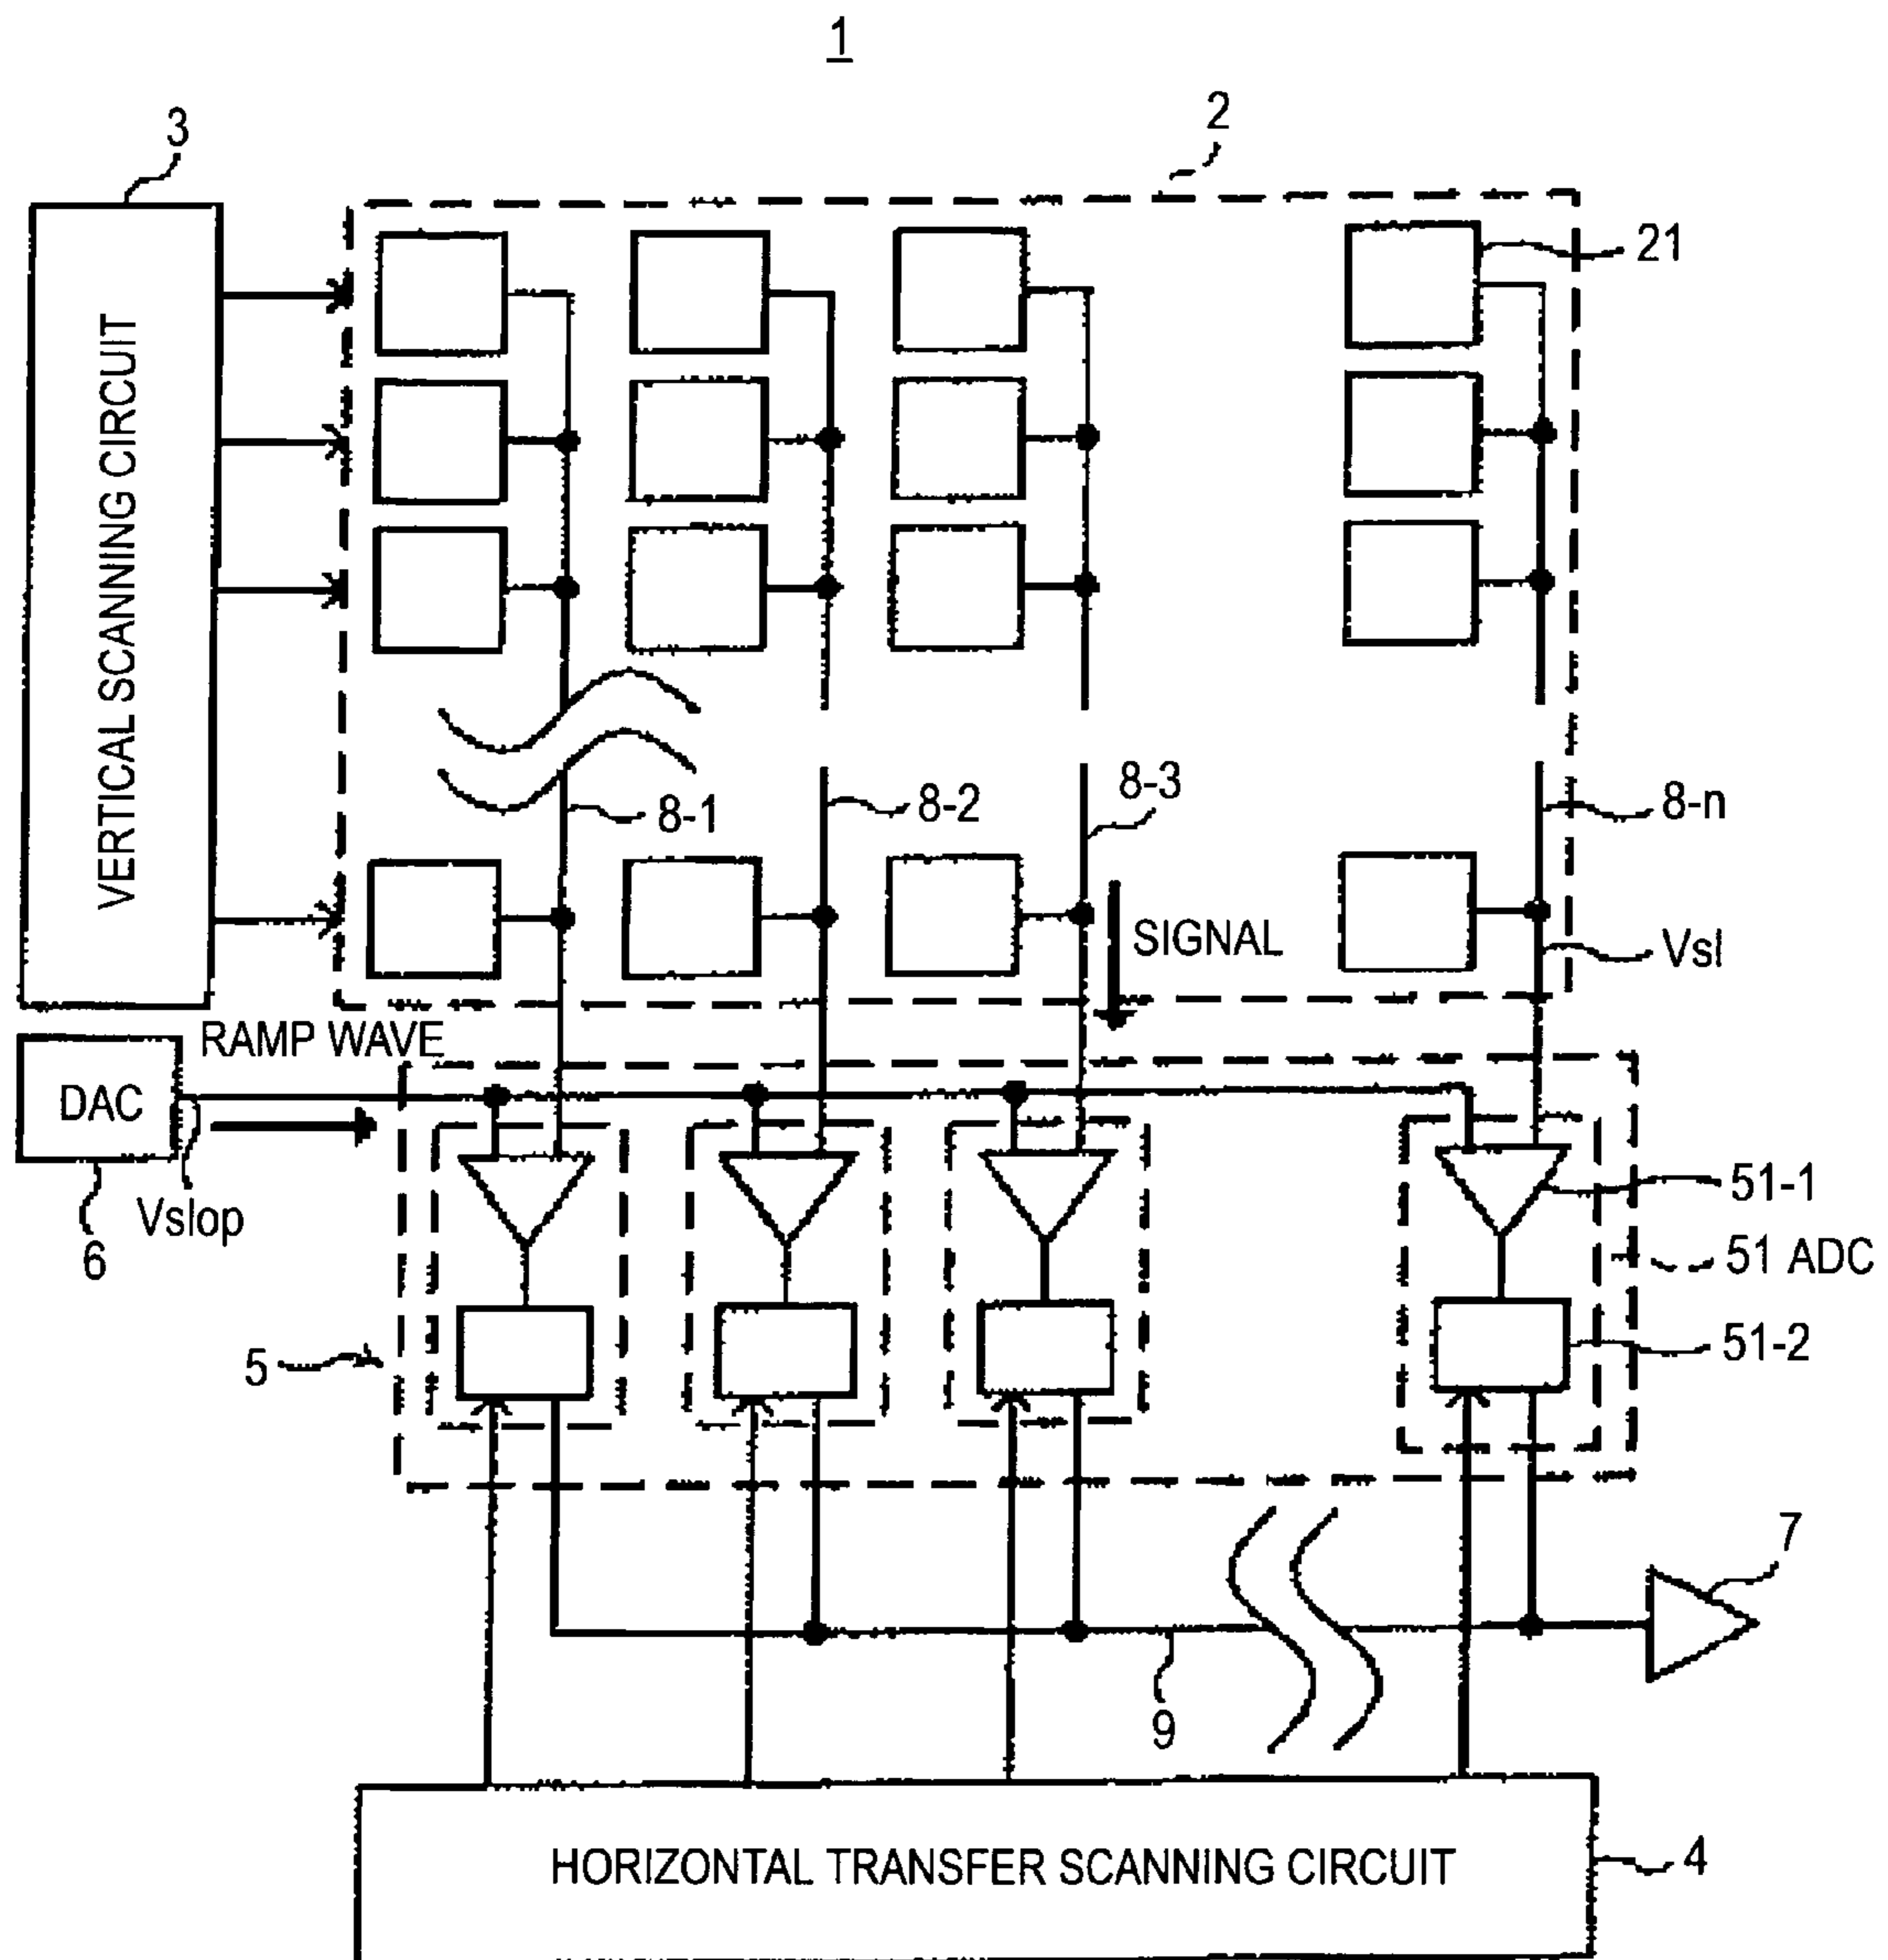 1
2
3
21
VERTICAL SCANNING CIRCUIT
8-1
8-2
8-3
8-n
SIGNAL
Vsl
RAMP WAVE
DAC
Vslop
6
51-1
51 ADC
5
51-2
7
9
HORIZONTAL TRANSFER SCANNING CIRCUIT
4